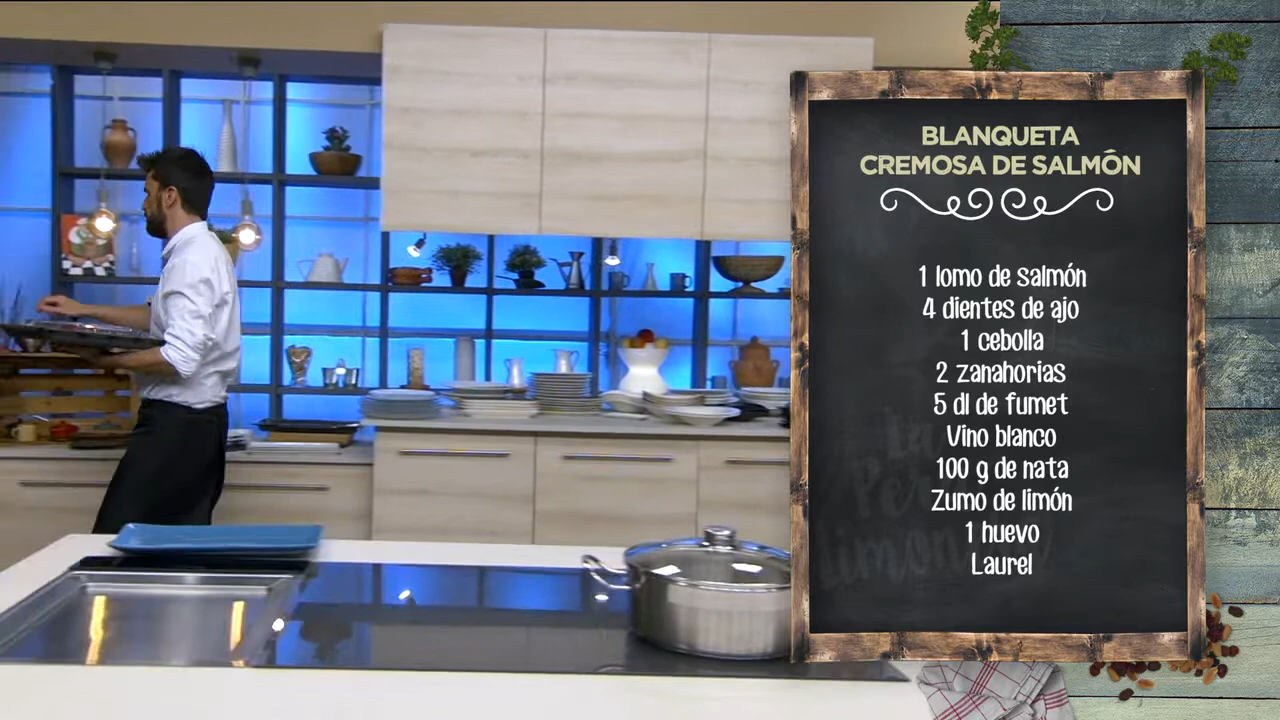 BLANQUETA
CREMOSA DE SALMÓN
1 lomo de salmón
4 dientes de ajo
1 cebolla
2 zanahorias
5 dl de fumet
Vino blanco
100 g de nata
Zumo de limón
1 huevo
Laurel